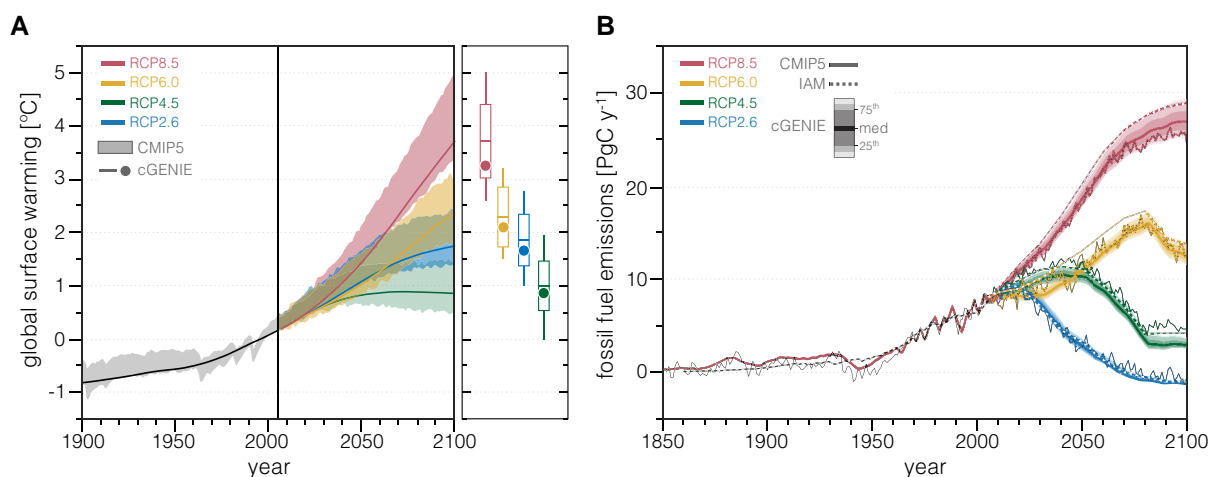 A
global surface warming [°C]
5
4
3
2
1
0
-1
RCP8.5
RCP6.0
RCP4.5
RCP2.6
CMIP5
cGENIE
1900
1950
2000
2050
2100
year
B
fossil fuel emissions [PgC y-1]
30
20
10
0
RCP8.5
RCP6.0
RCP4.5
RCP2.6
CMIP5
IAM
cGENIE
75th
med
25th
1850
1900
1950
2000
2050
2100
year